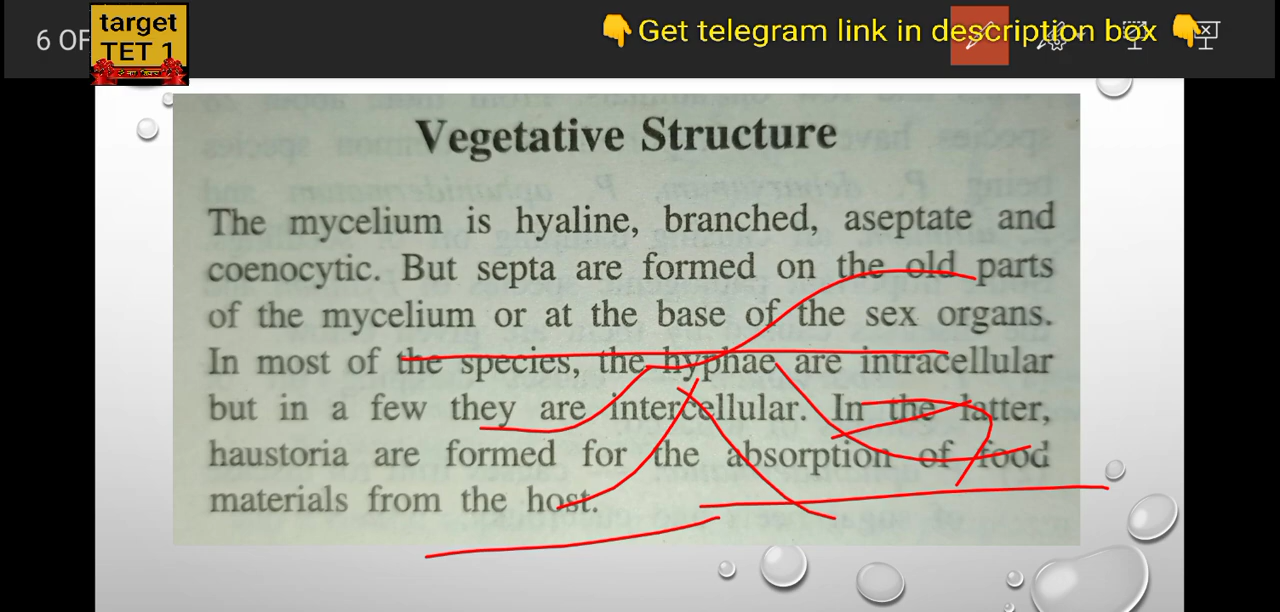 👇Get telegram link in description box 👇
6 OF
target
TET 1
Vegetative Structure
The mycelium is hyaline, branched, aseptate and
coenocytic. But septa are formed on the old parts
of the mycelium or at the base of the sex organs.
In most of the species, the hyphae are intracellular
but in a few they are intercellular. In the latter,
haustoria are formed for the absorption of food
materials from the host.